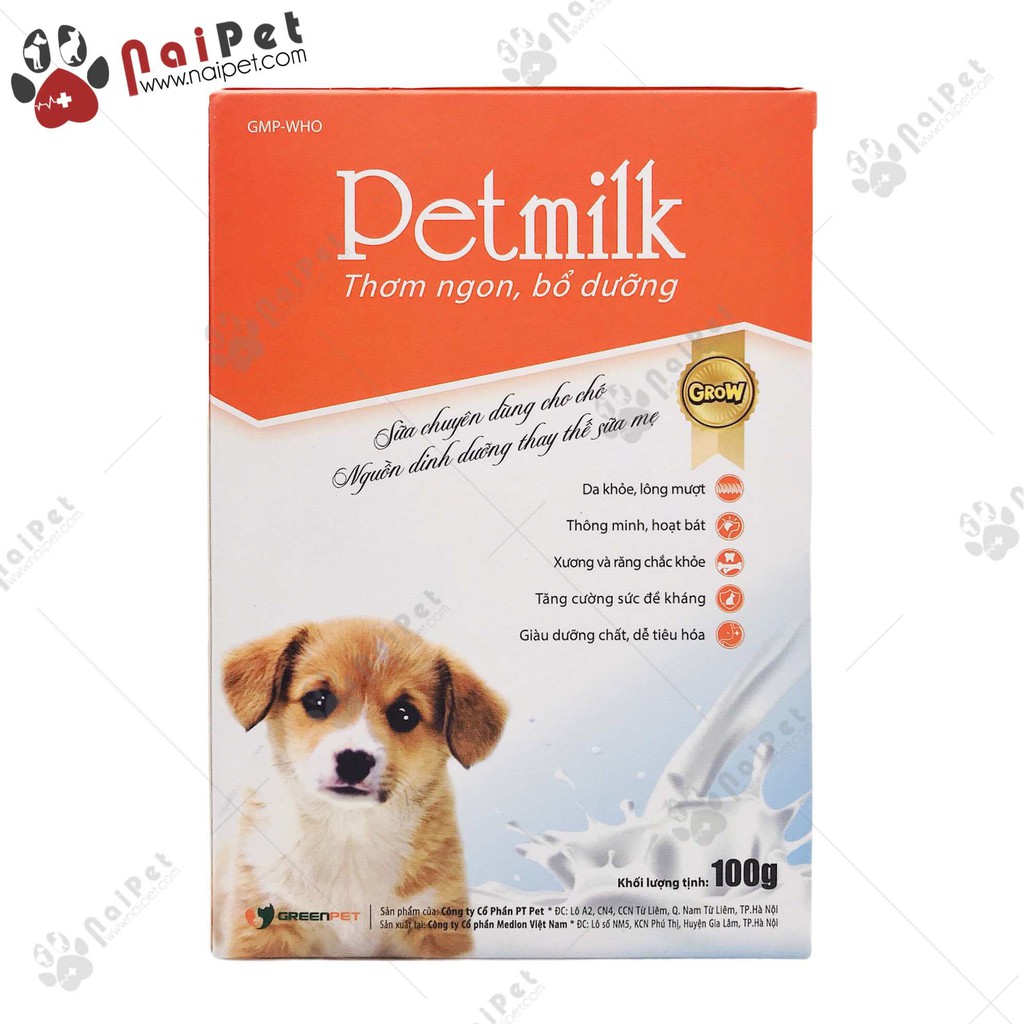 NaiPet
www.naipet.com
GMP-WHO
Petmilk
Thơm ngon, bổ dưỡng
GROW
Sữa chuyên dùng cho chó
Nguồn dinh dưỡng thay thế sữa mẹ
Da khỏe, lông mượt
Thông minh, hoạt bát
Xương và răng chắc khỏe
Tăng cường sức đề kháng
Giàu dưỡng chất, dễ tiêu hóa
Khối lượng tịnh: 100g
GREENPET
Sản phẩm của: Công ty Cổ Phần PT Pet * ĐC: Lô A2, CN4, CCN Từ Liêm, Q. Nam Từ Liêm, TP.Hà Nội
Sản xuất tại: Công ty Cổ phần Medion Việt Nam * ĐC: Lô số NM5, KCN Phú Thị, Huyện Gia Lâm, TP.Hà Nội